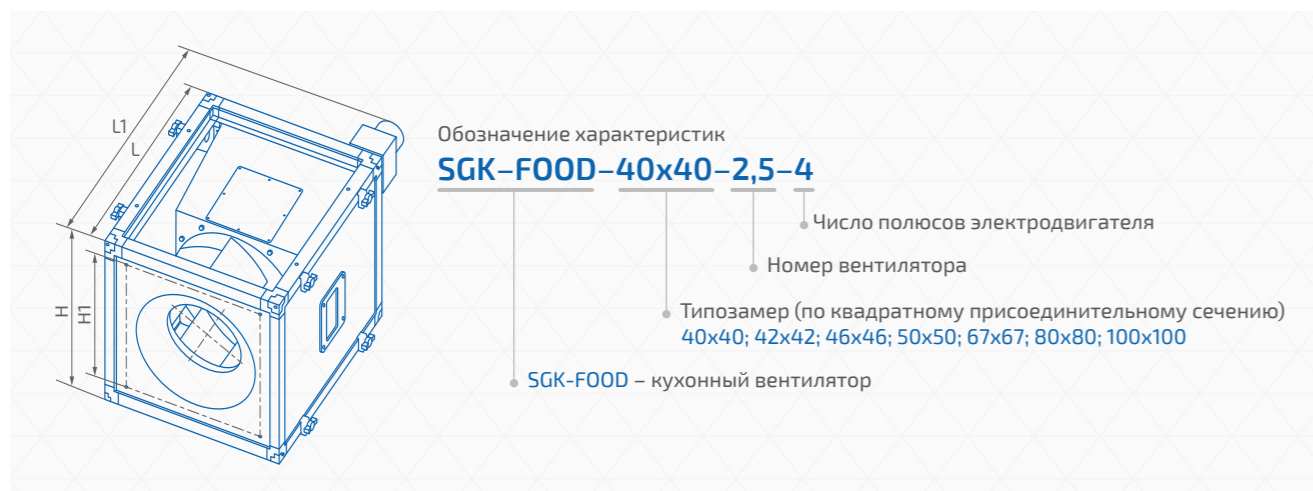 L1
L
H
H1
Обозначение характеристик
SGK–FOOD–40x40–2,5–4
Число полюсов электродвигателя
Номер вентилятора
Типозамер (по квадратному присоединительному сечению)
40x40; 42x42; 46x46; 50x50; 67x67; 80x80; 100x100
SGK-FOOD – кухонный вентилятор